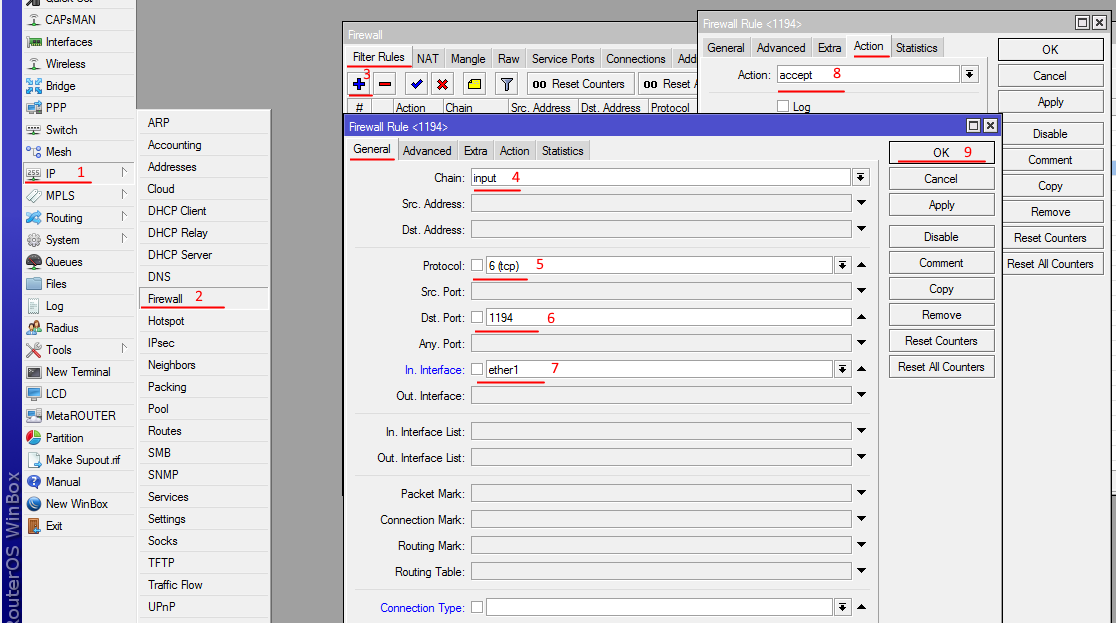 Quick Set
CAPsMAN
Interfaces
Wireless
Bridge
PPP
Switch
Mesh
255
IP 1
MPLS
Routing
System
Queues
Files
Log
Radius
Tools
New Terminal
LCD
MetaROUTER
Partition
Make Supout.rif
Manual
New WinBox
Exit
RouterOS WinBox
ARP
Accounting
Addresses
Cloud
DHCP Client
DHCP Relay
DHCP Server
DNS
Firewall 2
Hotspot
IPsec
Neighbors
Packing
Pool
Routes
SMB
SNMP
Services
Settings
Socks
TFTP
Traffic Flow
UPnP
Firewall
Filter Rules NAT Mangle Raw Service Ports Connections Add
3 oo Reset Counters oo Reset A
# Action Chain Src. Address Dst. Address Protocol
Firewall Rule <1194>
General Advanced Extra Action Statistics
Action: accept 8
Log
OK
Cancel
Apply
Disable
Comment
Copy
Remove
Reset Counters
Reset All Counters
Firewall Rule <1194>
General Advanced Extra Action Statistics
Chain: input 4
Src. Address:
Dst. Address:
Protocol: 6 (tcp) 5
Src. Port:
Dst. Port: 1194 6
Any. Port:
In. Interface: ether1 7
Out. Interface:
In. Interface List:
Out. Interface List:
Packet Mark:
Connection Mark:
Routing Mark:
Routing Table:
Connection Type:
OK 9
Cancel
Apply
Disable
Comment
Copy
Remove
Reset Counters
Reset All Counters